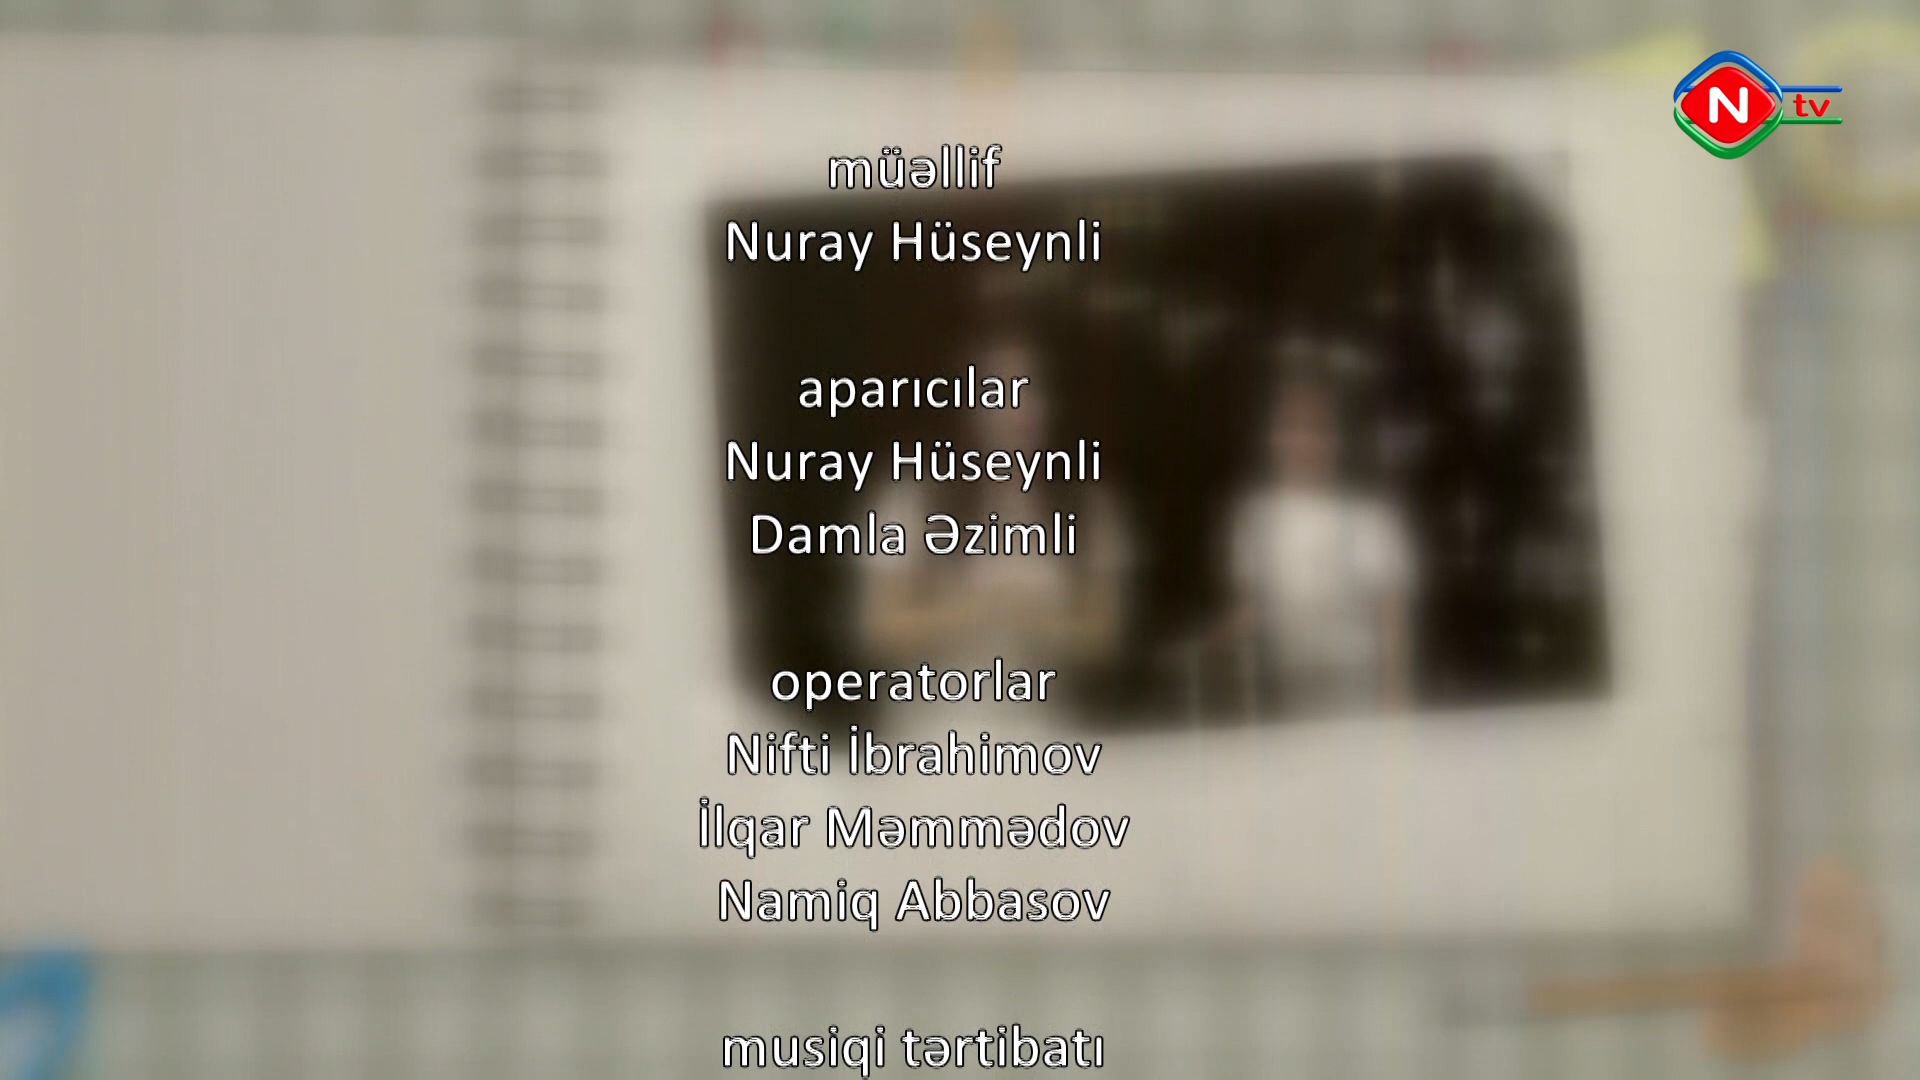 N tv
müəllif
Nuray Hüseynli
aparıcılar
Nuray Hüseynli
Damla Əzimli
operatorlar
Nifti İbrahimov
İlqar Məmmədov
Namiq Abbasov
musiqi tərtibatı